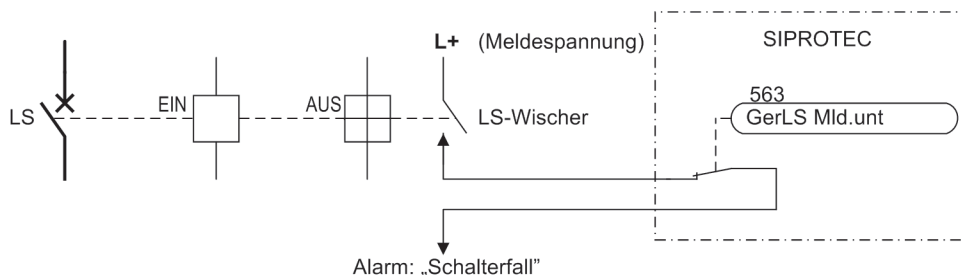 L+ (Meldespannung)
SIPROTEC
LS
EIN
AUS
LS-Wischer
563
GerLS Mld.unt
Alarm: „Schalterfall”